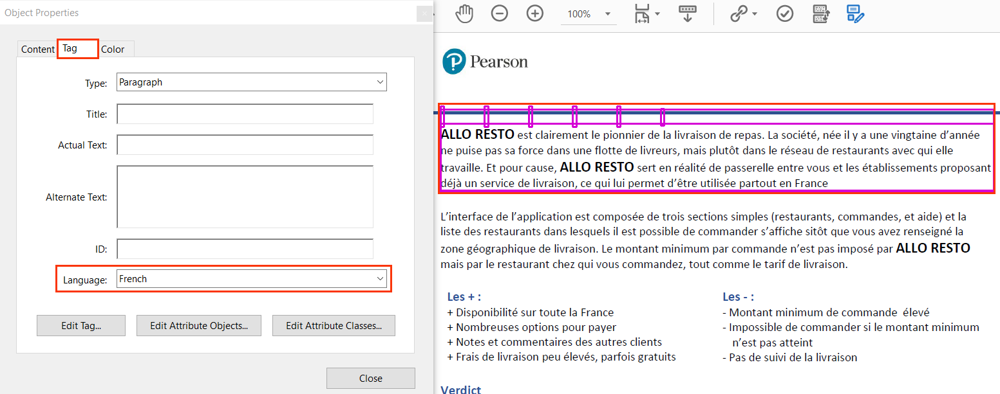 Object Properties
Content Tag Color
Type: Paragraph
Title:
Actual Text:
Alternate Text:
ID:
Language: French
Edit Tag... Edit Attribute Objects... Edit Attribute Classes...
Close
100%
Pearson
ALLO RESTO est clairement le pionnier de la livraison de repas. La société, née il y a une vingtaine d’année
ne puise pas sa force dans une flotte de livreurs, mais plutôt dans le réseau de restaurants avec qui elle
travaille. Et pour cause, ALLO RESTO sert en réalité de passerelle entre vous et les établissements proposant
déjà un service de livraison, ce qui lui permet d’être utilisée partout en France
L’interface de l’application est composée de trois sections simples (restaurants, commandes, et aide) et la
liste des restaurants dans lesquels il est possible de commander s’affiche sitôt que vous avez renseigné la
zone géographique de livraison. Le montant minimum par commande n’est pas imposé par ALLO RESTO
mais par le restaurant chez qui vous commandez, tout comme le tarif de livraison.
Les + :
+ Disponibilité sur toute la France
+ Nombreuses options pour payer
+ Notes et commentaires des autres clients
+ Frais de livraison peu élevés, parfois gratuits
Les - :
- Montant minimum de commande élevé
- Impossible de commander si le montant minimum
n’est pas atteint
- Pas de suivi de la livraison
Verdict